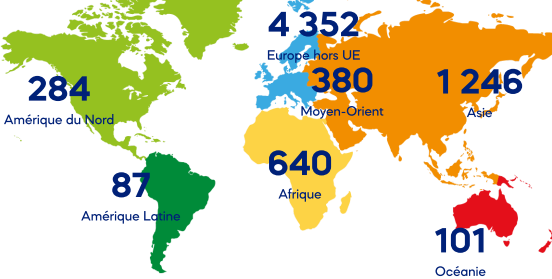 4 352
Europe hors UE
284
Amérique du Nord
380
Moyen-Orient
1 246
Asie
640
Afrique
87
Amérique Latine
101
Océanie